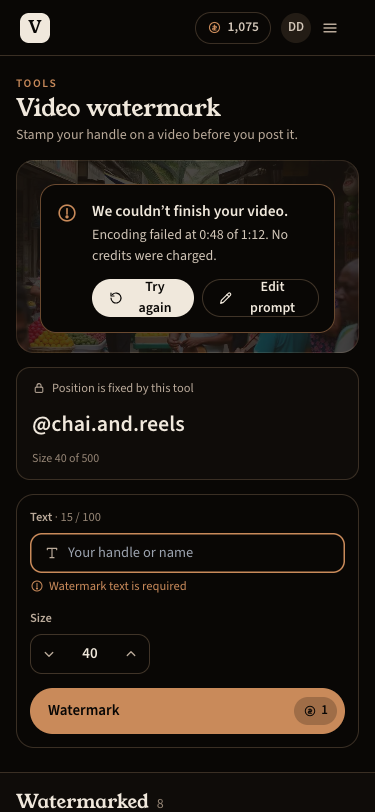 V
1,075
DD
TOOLS
Video watermark
Stamp your handle on a video before you post it.
We couldn't finish your video.
Encoding failed at 0:48 of 1:12. No
credits were charged.
Try
again
Edit
prompt
Position is fixed by this tool
@chai.and.reels
Size 40 of 500
Text · 15 / 100
Your handle or name
Watermark text is required
Size
40
Watermark
1
Watermarked 8